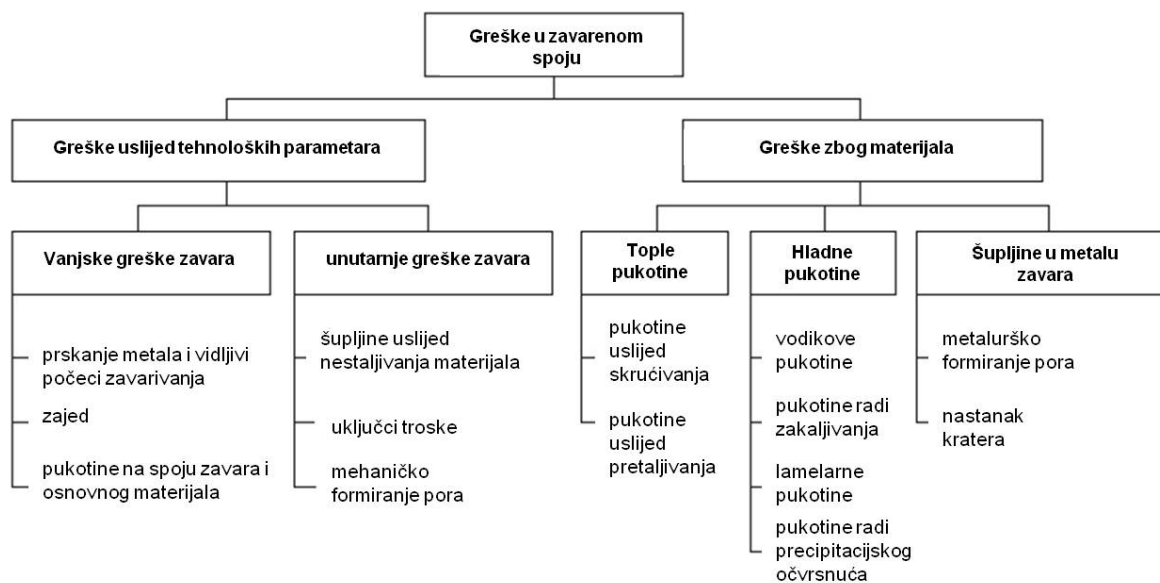 Greške u zavarenom
spoju
Greške uslijed tehnoloških parametara
Greške zbog materijala
Vanjske greške zavara
unutarnje greške zavara
Tople
pukotine
Hladne
pukotine
Šupljine u metalu
zavara
prskanje metala i vidljivi
počeci zavarivanja
zajed
pukotine na spoju zavara i
osnovnog materijala
šupljine uslijed
nestaljivanja materijala
uključci troske
mehaničko
formiranje pora
pukotine
uslijed
skrućivanja
pukotine
uslijed
pretaljivanja
vodikove
pukotine
pukotine radi
zakaljivanja
lamelarne
pukotine
pukotine radi
precipitacijskog
očvrsnuća
metalurško
formiranje pora
nastanak
kratera